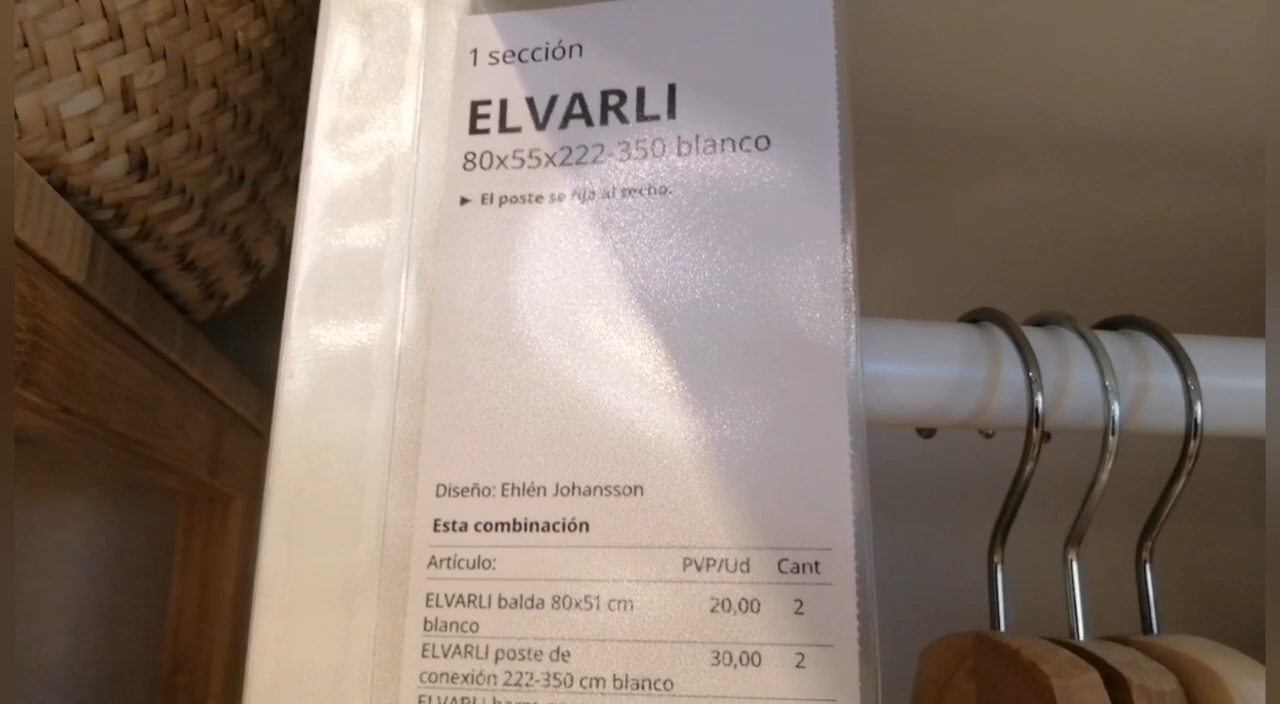 1 sección
ELVARLI
80x55x222-350 blanco
► El poste se fija al techo.
Diseño: Ehlén Johansson
Esta combinación
Artículo: PVP/Ud Cant
ELVARLI balda 80x51 cm 20,00 2
blanco
ELVARLI poste de 30,00 2
conexión 222-350 cm blanco
ELVARLI